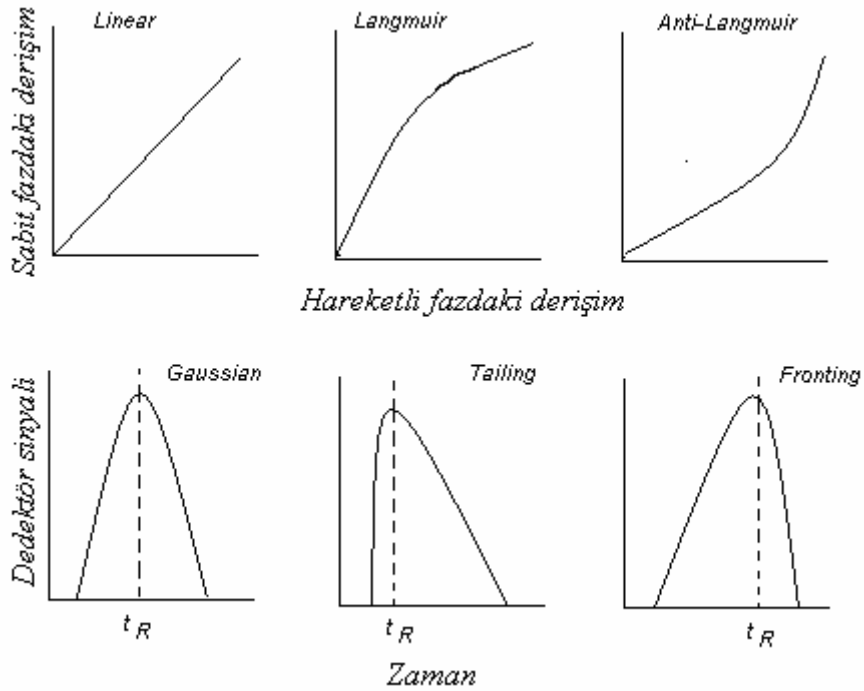 Linear
Langmuir
Anti-Langmuir
Sabit fazdaki derişim
Hareketli fazdaki derişim
Gaussian
Tailing
Fronting
Dedektör sinyali
t R
t R
t R
Zaman